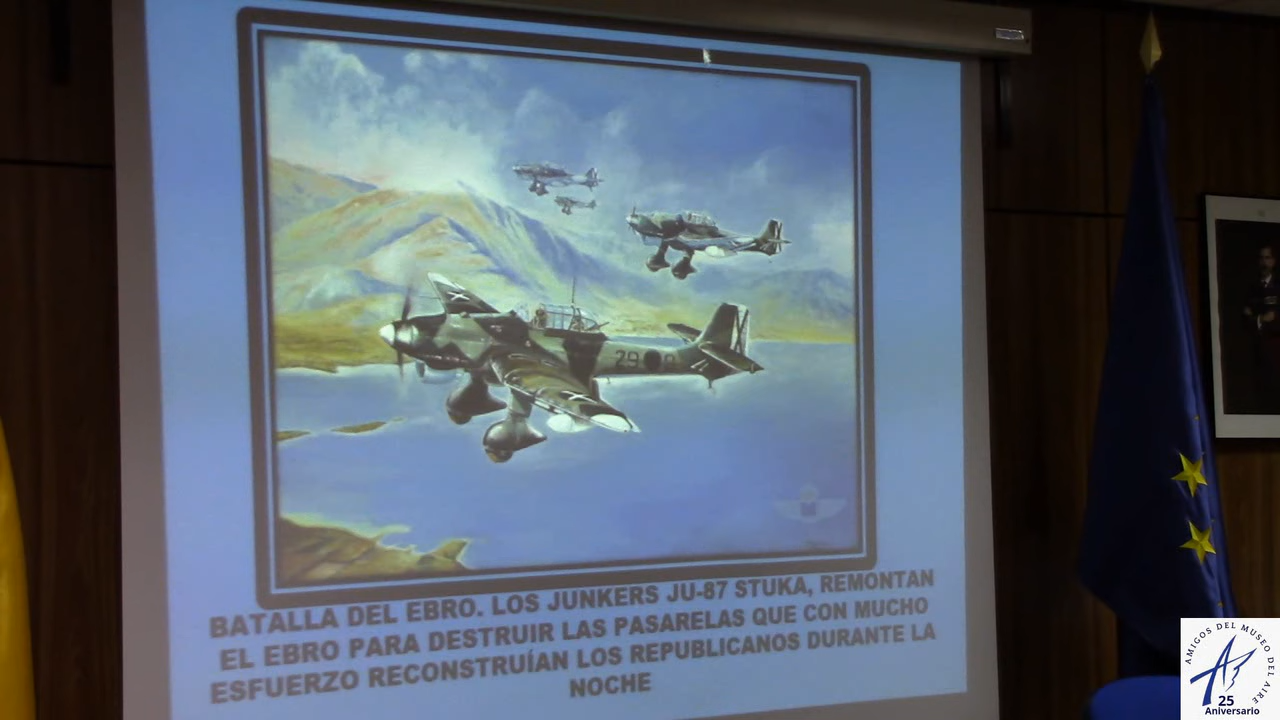 29
BATALLA DEL EBRO. LOS JUNKERS JU-87 STUKA, REMONTAN
EL EBRO PARA DESTRUIR LAS PASARELAS QUE CON MUCHO
ESFUERZO RECONSTRUÍAN LOS REPUBLICANOS DURANTE LA
NOCHE
AMIGOS DEL MUSEO DEL AIRE
25
Aniversario